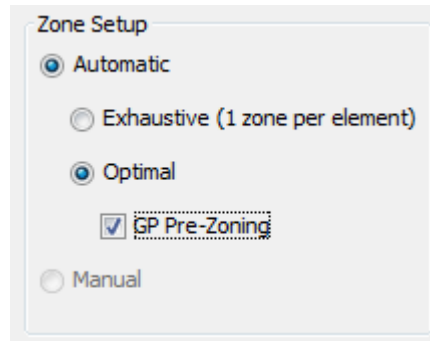 Zone Setup
Automatic
Exhaustive (1 zone per element)
Optimal
GP Pre-Zoning
Manual